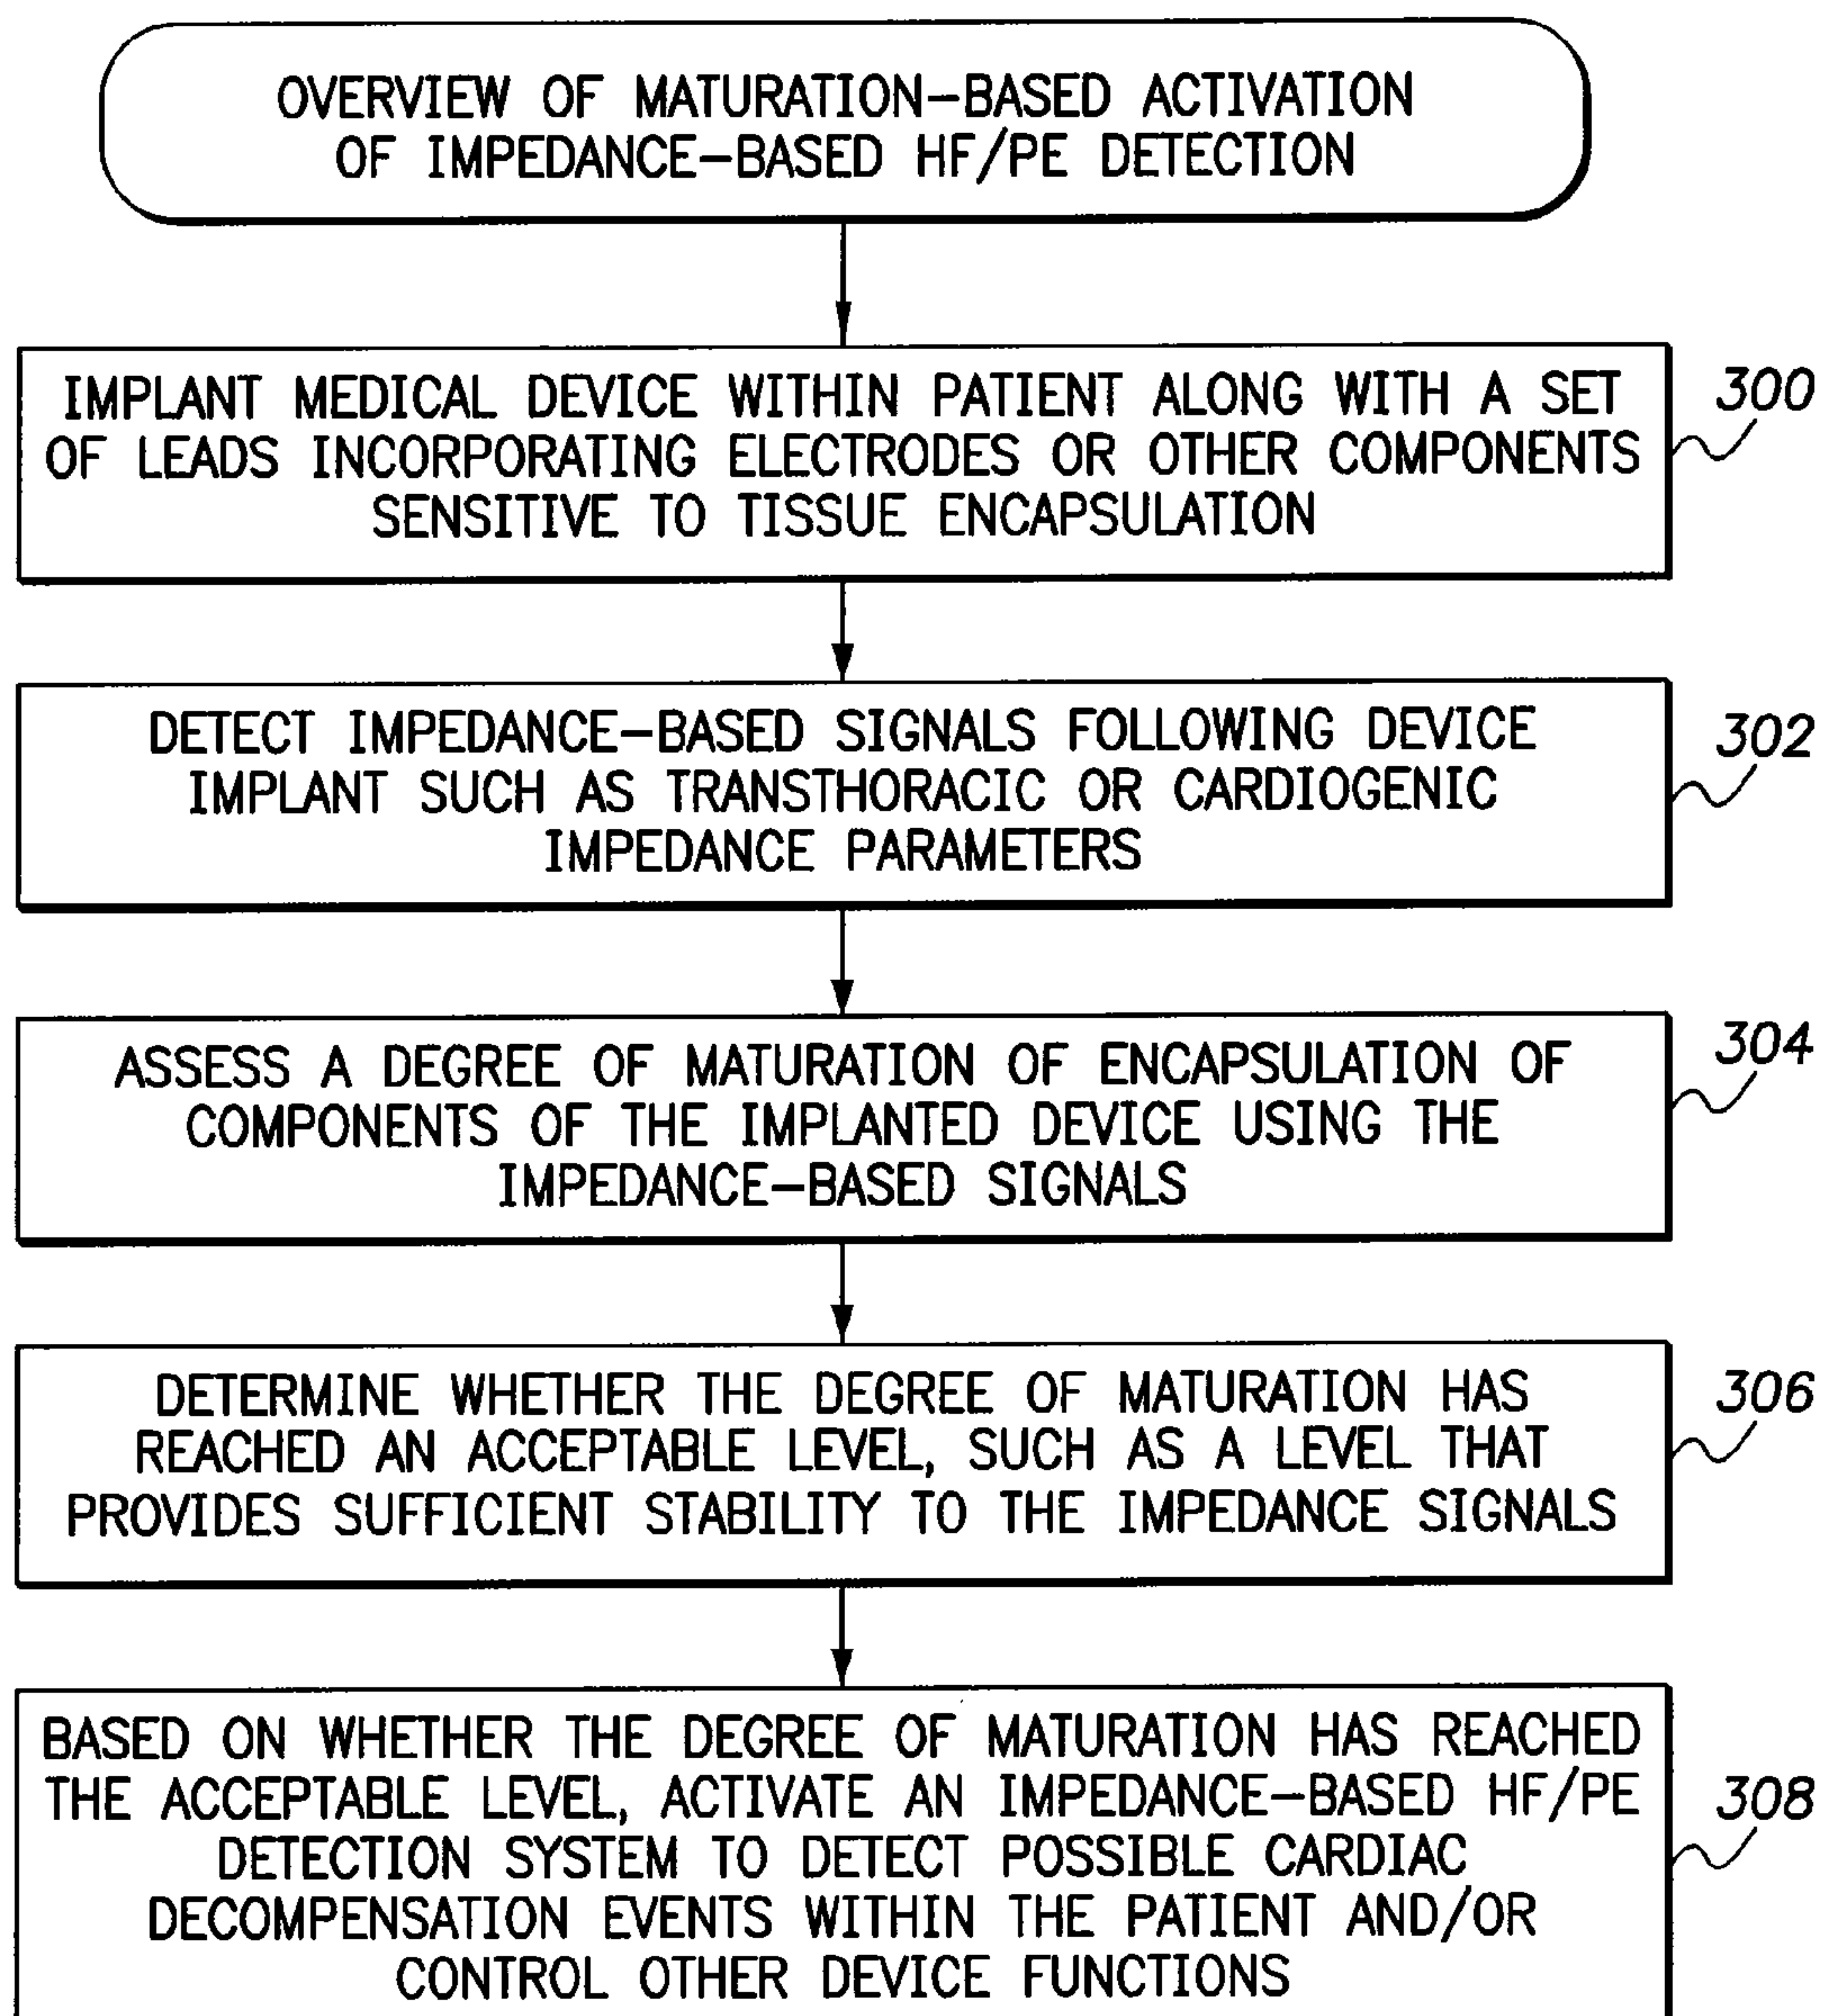 OVERVIEW OF MATURATION-BASED ACTIVATION
OF IMPEDANCE-BASED HF/PE DETECTION
IMPLANT MEDICAL DEVICE WITHIN PATIENT ALONG WITH A SET
OF LEADS INCORPORATING ELECTRODES OR OTHER COMPONENTS
SENSITIVE TO TISSUE ENCAPSULATION
300
DETECT IMPEDANCE-BASED SIGNALS FOLLOWING DEVICE
IMPLANT SUCH AS TRANSTHORACIC OR CARDIOGENIC
IMPEDANCE PARAMETERS
302
ASSESS A DEGREE OF MATURATION OF ENCAPSULATION OF
COMPONENTS OF THE IMPLANTED DEVICE USING THE
IMPEDANCE-BASED SIGNALS
304
DETERMINE WHETHER THE DEGREE OF MATURATION HAS
REACHED AN ACCEPTABLE LEVEL, SUCH AS A LEVEL THAT
PROVIDES SUFFICIENT STABILITY TO THE IMPEDANCE SIGNALS
306
BASED ON WHETHER THE DEGREE OF MATURATION HAS REACHED
THE ACCEPTABLE LEVEL, ACTIVATE AN IMPEDANCE-BASED HF/PE
DETECTION SYSTEM TO DETECT POSSIBLE CARDIAC
DECOMPENSATION EVENTS WITHIN THE PATIENT AND/OR
CONTROL OTHER DEVICE FUNCTIONS
308